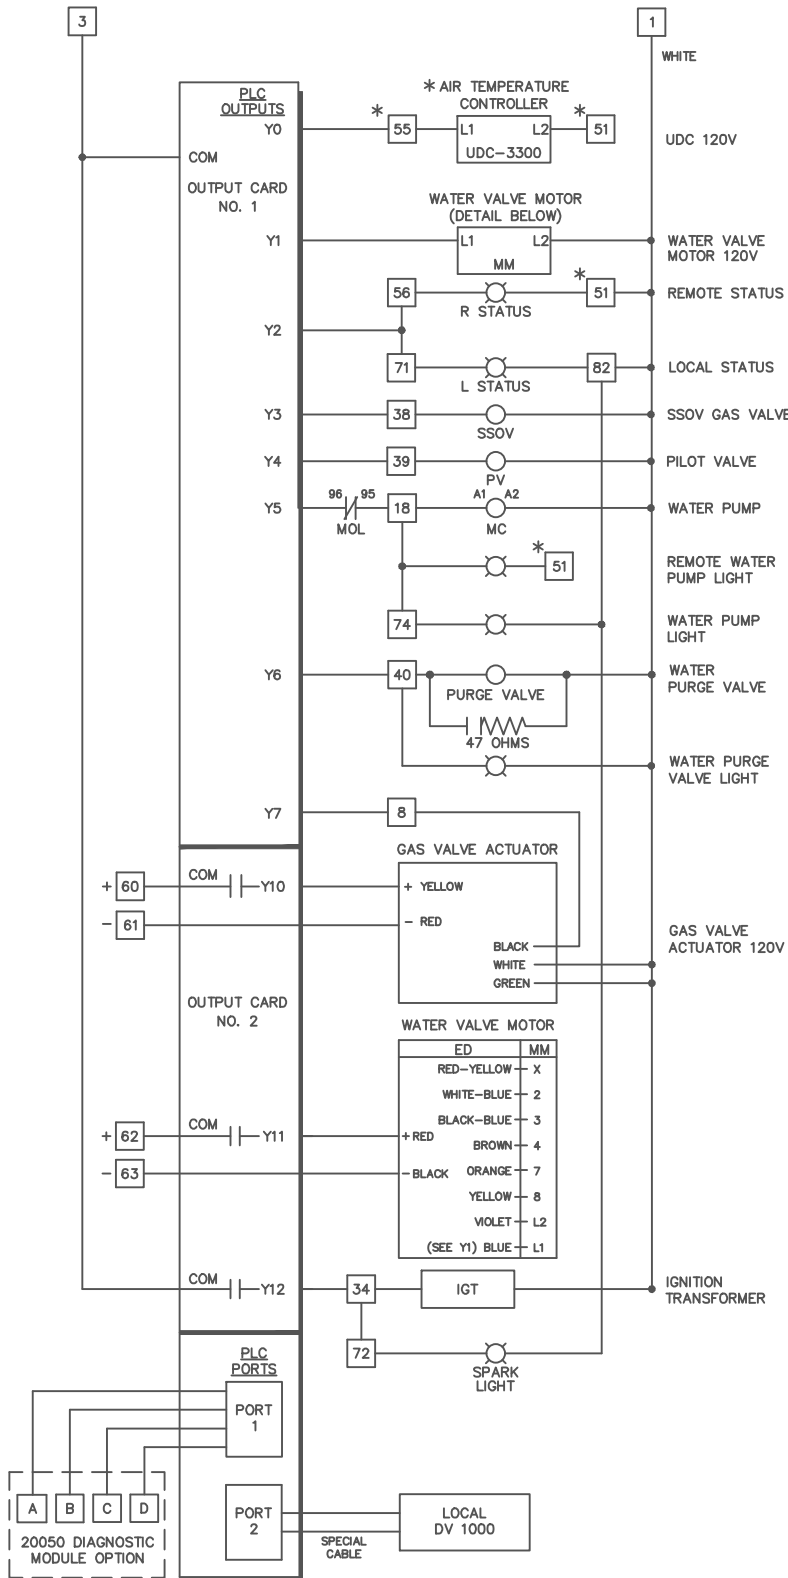 3
1
WHITE
PLC
OUTPUTS
* AIR TEMPERATURE
CONTROLLER
Y0
*
55
L1
L2
UDC-3300
*
51
UDC 120V
COM
OUTPUT CARD
NO. 1
WATER VALVE MOTOR
(DETAIL BELOW)
Y1
L1
L2
MM
WATER VALVE
MOTOR 120V
56
R STATUS
*
51
REMOTE STATUS
Y2
71
L STATUS
82
LOCAL STATUS
Y3
38
SSOV
SSOV GAS VALVE
Y4
39
PV
PILOT VALVE
Y5
96
95
MOL
18
A1
A2
MC
WATER PUMP
*
51
REMOTE WATER
PUMP LIGHT
74
WATER PUMP
LIGHT
Y6
40
PURGE VALVE
WATER
PURGE VALVE
47 OHMS
WATER PURGE
VALVE LIGHT
Y7
8
GAS VALVE ACTUATOR
+ 60
COM
Y10
+ YELLOW
- 61
- RED
BLACK
WHITE
GREEN
GAS VALVE
ACTUATOR 120V
OUTPUT CARD
NO. 2
WATER VALVE MOTOR
ED
MM
RED-YELLOW
X
WHITE-BLUE
2
BLACK-BLUE
3
+ 62
COM
Y11
+ RED
BROWN
4
- 63
- BLACK
ORANGE
7
YELLOW
8
VIOLET
L2
(SEE Y1) BLUE
L1
COM
Y12
34
IGT
IGNITION
TRANSFORMER
72
SPARK
LIGHT
PLC
PORTS
PORT
1
A
B
C
D
20050 DIAGNOSTIC
MODULE OPTION
PORT
2
SPECIAL
CABLE
LOCAL
DV 1000